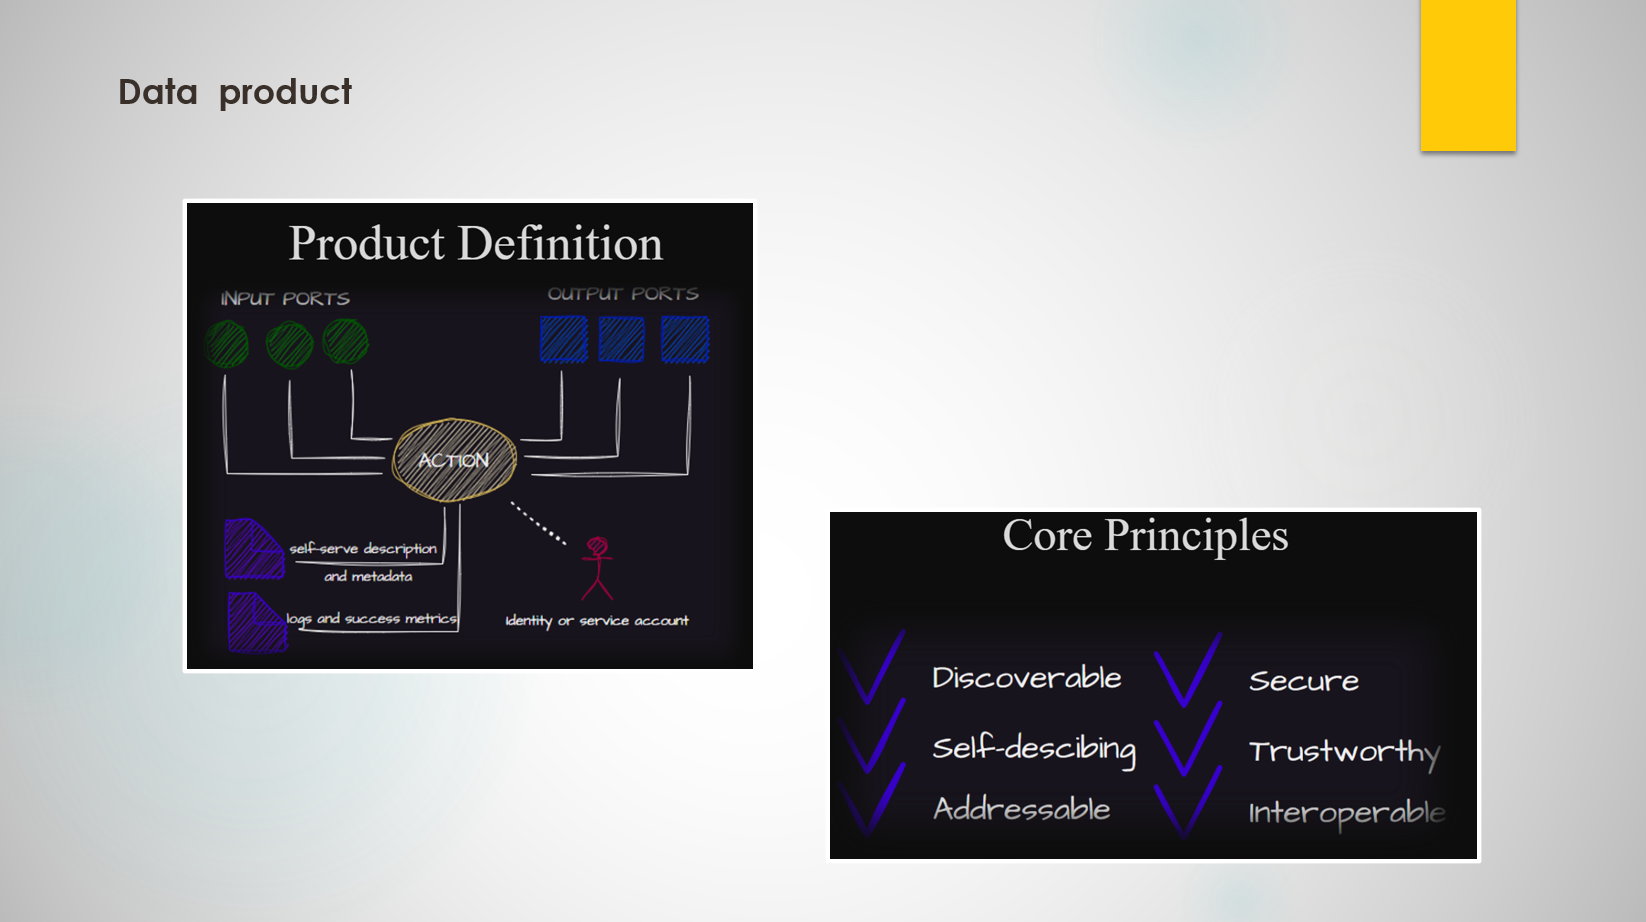 Data product
Product Definition
INPUT PORTS
OUTPUT PORTS
ACTION
self-serve description
and metadata
logs and success metrics
Identity or service account
Core Principles
Discoverable
Secure
Self-descibing
Trustworthy
Addressable
Interoperable